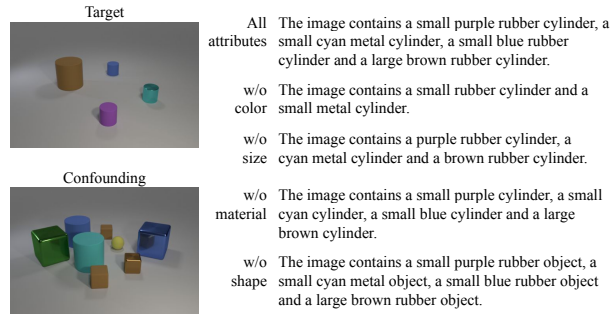 Target
Confounding
All attributes The image contains a small purple rubber cylinder, a
small cyan metal cylinder, a small blue rubber
cylinder and a large brown rubber cylinder.
w/o color The image contains a small rubber cylinder and a
small metal cylinder.
w/o size The image contains a purple rubber cylinder, a
cyan metal cylinder and a brown rubber cylinder.
w/o material The image contains a small purple cylinder, a small
cyan cylinder, a small blue cylinder and a large
brown cylinder.
w/o shape The image contains a small purple rubber object, a
small cyan metal object, a small blue rubber object
and a large brown rubber object.